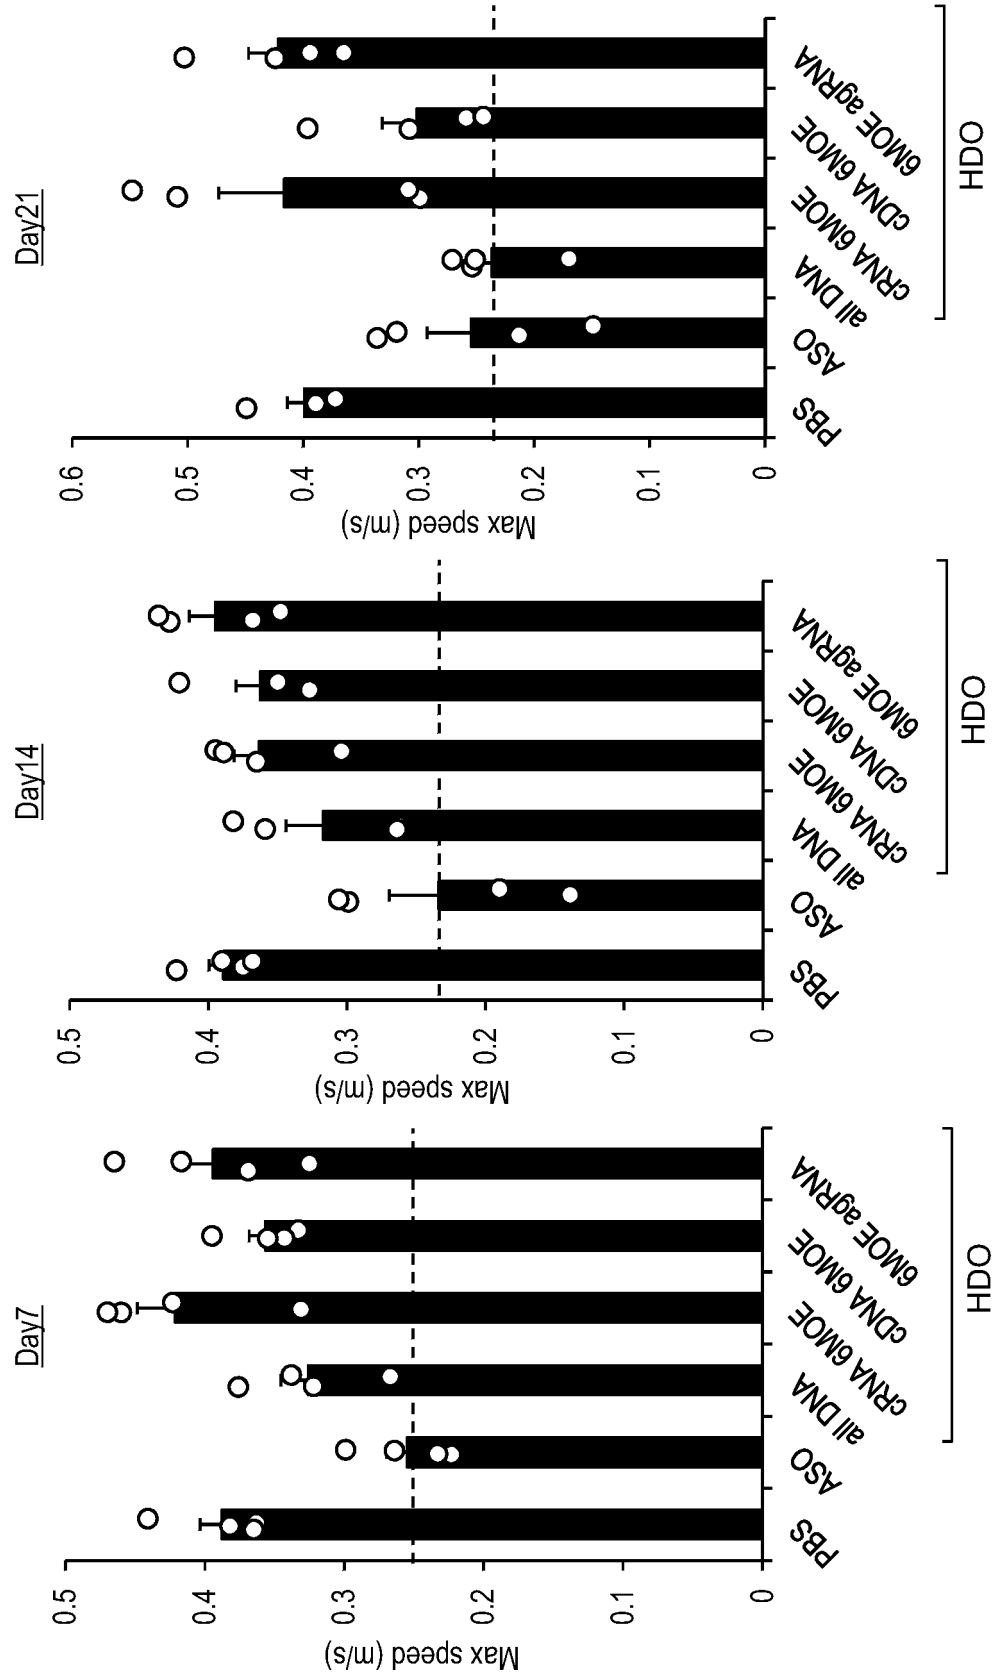 Day7
Max speed (m/s)
0.5
0.4
0.3
0.2
0.1
0
PBS
ASO
all DNA
cRNA 6MOE
cDNA 6MOE
6MOE agRNA
HDO
Day14
Max speed (m/s)
0.5
0.4
0.3
0.2
0.1
0
PBS
ASO
all DNA
cRNA 6MOE
cDNA 6MOE
6MOE agRNA
HDO
Day21
Max speed (m/s)
0.6
0.5
0.4
0.3
0.2
0.1
0
PBS
ASO
all DNA
cRNA 6MOE
cDNA 6MOE
6MOE agRNA
HDO